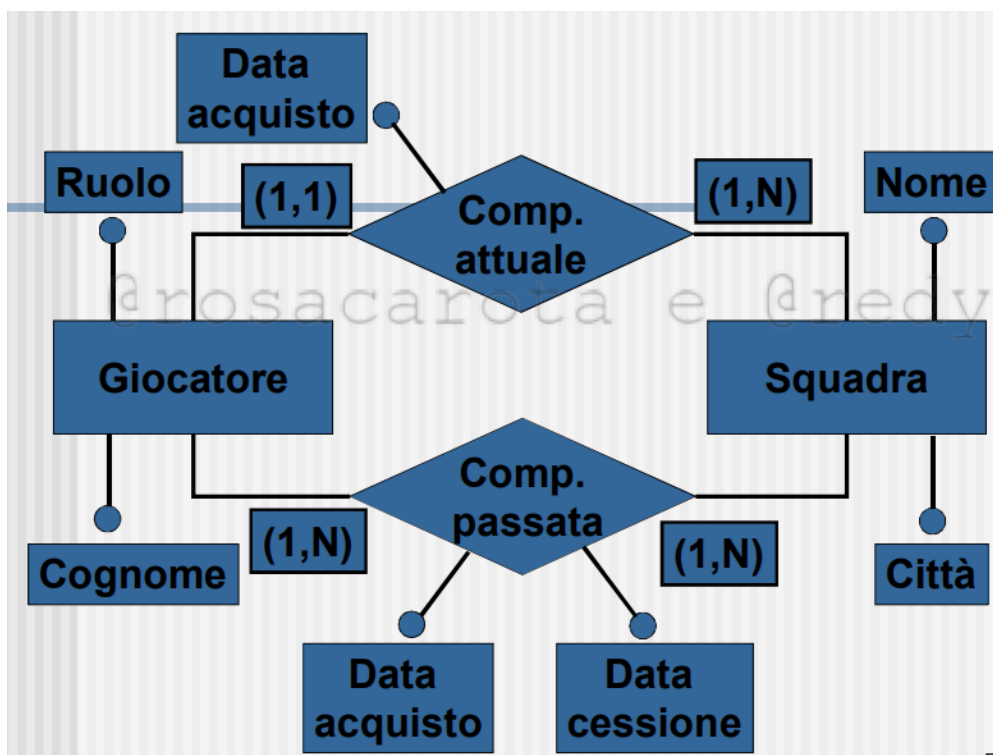 Data
acquisto
Ruolo
(1,1)
Comp.
attuale
(1,N)
Nome
@rosacarota e @redy
Giocatore
Squadra
Comp.
passata
(1,N)
(1,N)
Cognome
Città
Data
acquisto
Data
cessione